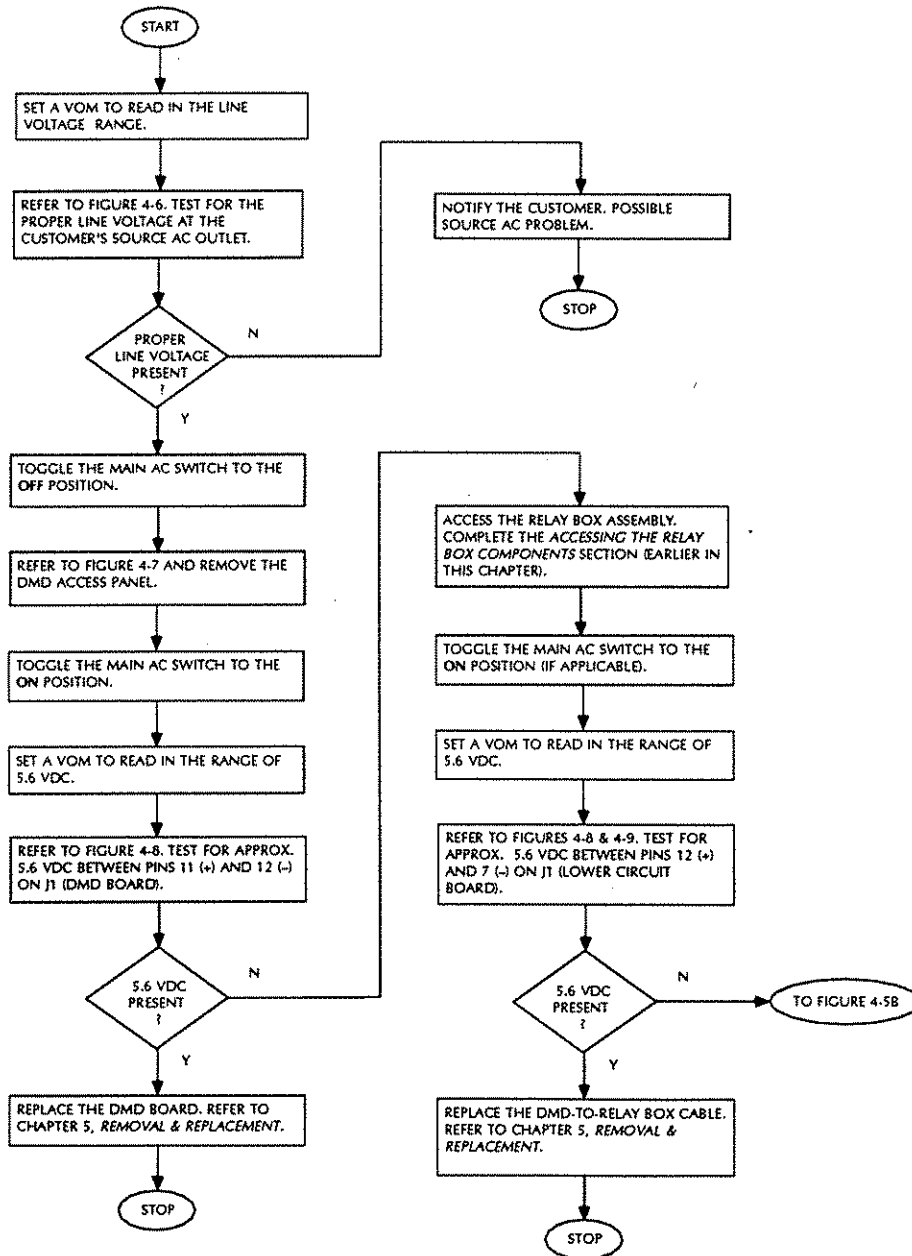 START
SET A VOM TO READ IN THE LINE
VOLTAGE RANGE.
REFER TO FIGURE 4-6. TEST FOR THE
PROPER LINE VOLTAGE AT THE
CUSTOMER'S SOURCE AC OUTLET.
PROPER
LINE VOLTAGE
PRESENT
?
N
Y
NOTIFY THE CUSTOMER. POSSIBLE
SOURCE AC PROBLEM.
STOP
TOGGLE THE MAIN AC SWITCH TO THE
OFF POSITION.
REFER TO FIGURE 4-7 AND REMOVE THE
DMD ACCESS PANEL.
TOGGLE THE MAIN AC SWITCH TO THE
ON POSITION.
SET A VOM TO READ IN THE RANGE OF
5.6 VDC.
REFER TO FIGURE 4-8. TEST FOR APPROX.
5.6 VDC BETWEEN PINS 11 (+) AND 12 (-)
ON J1 (DMD BOARD).
5.6 VDC
PRESENT
?
N
Y
REPLACE THE DMD BOARD. REFER TO
CHAPTER 5, REMOVAL & REPLACEMENT.
STOP
ACCESS THE RELAY BOX ASSEMBLY.
COMPLETE THE ACCESSING THE RELAY
BOX COMPONENTS SECTION (EARLIER IN
THIS CHAPTER).
TOGGLE THE MAIN AC SWITCH TO THE
ON POSITION (IF APPLICABLE).
SET A VOM TO READ IN THE RANGE OF
5.6 VDC.
REFER TO FIGURES 4-8 & 4-9. TEST FOR
APPROX. 5.6 VDC BETWEEN PINS 12 (+)
AND 7 (-) ON J1 (LOWER CIRCUIT
BOARD).
5.6 VDC
PRESENT
?
N
TO FIGURE 4-5B
Y
REPLACE THE DMD-TO-RELAY BOX CABLE.
REFER TO CHAPTER 5, REMOVAL &
REPLACEMENT.
STOP